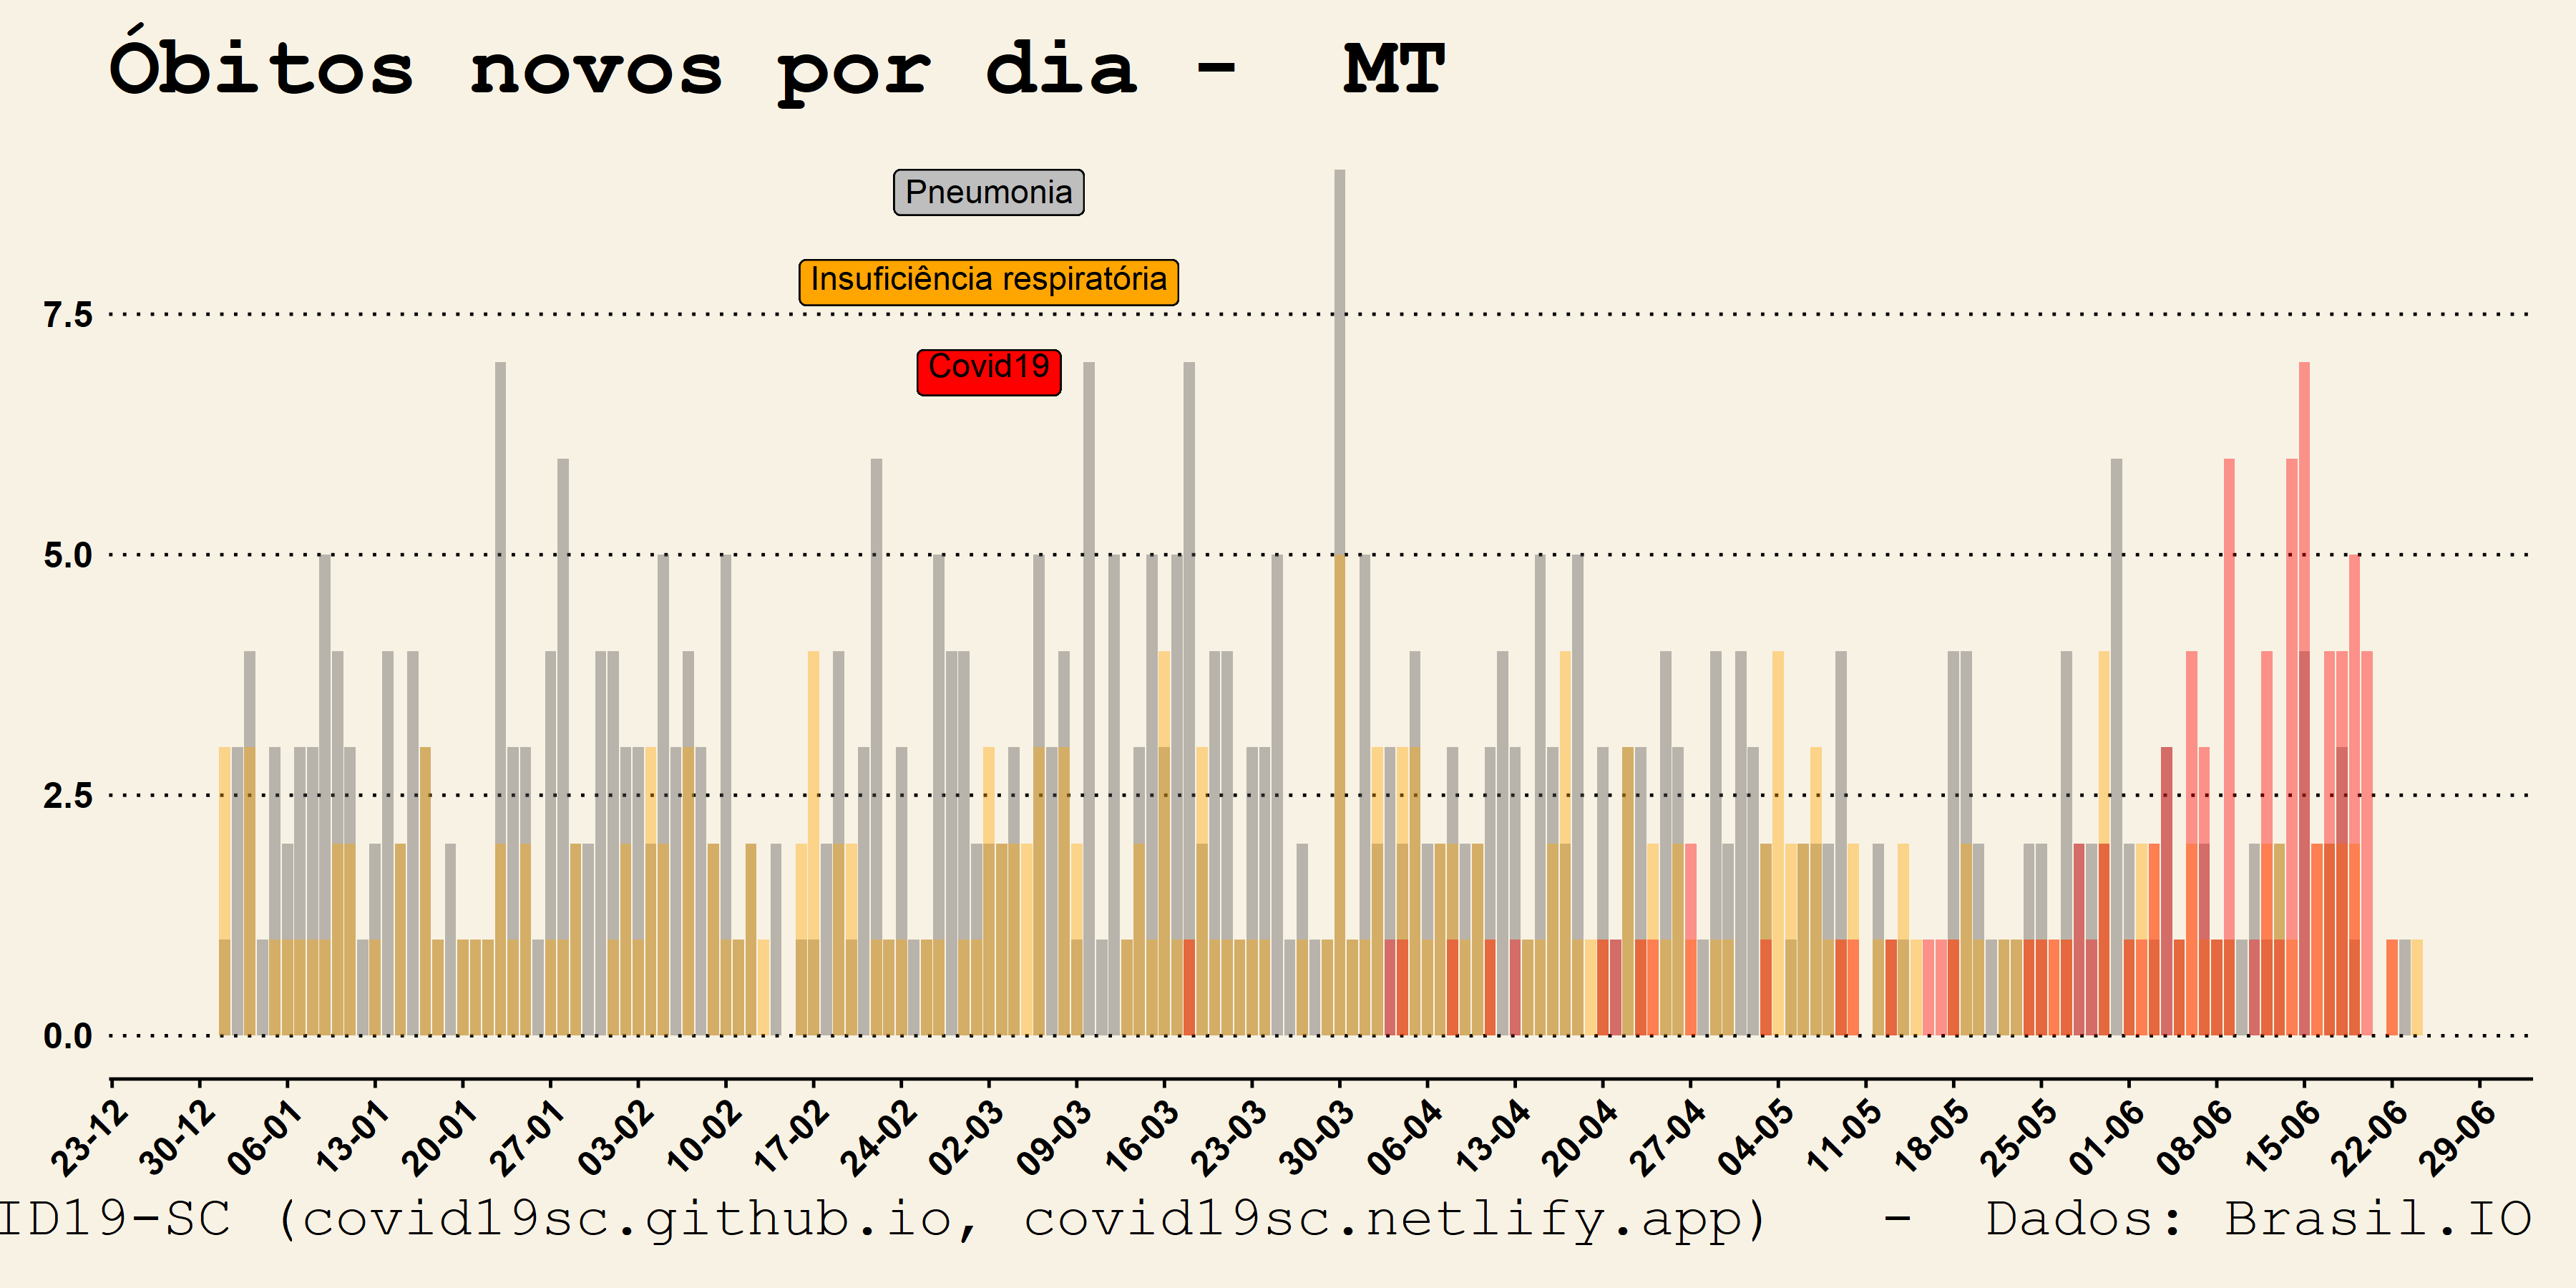 Óbitos novos por dia - MT
Pneumonia
Insuficiência respiratória
Covid19
7.5
5.0
2.5
0.0
23-12 30-12 06-01 13-01 20-01 27-01 03-02 10-02 17-02 24-02 02-03 09-03 16-03 23-03 30-03 06-04 13-04 20-04 27-04 04-05 11-05 18-05 25-05 01-06 08-06 15-06 22-06 29-06
ID19-SC (covid19sc.github.io, covid19sc.netlify.app) - Dados: Brasil.IO